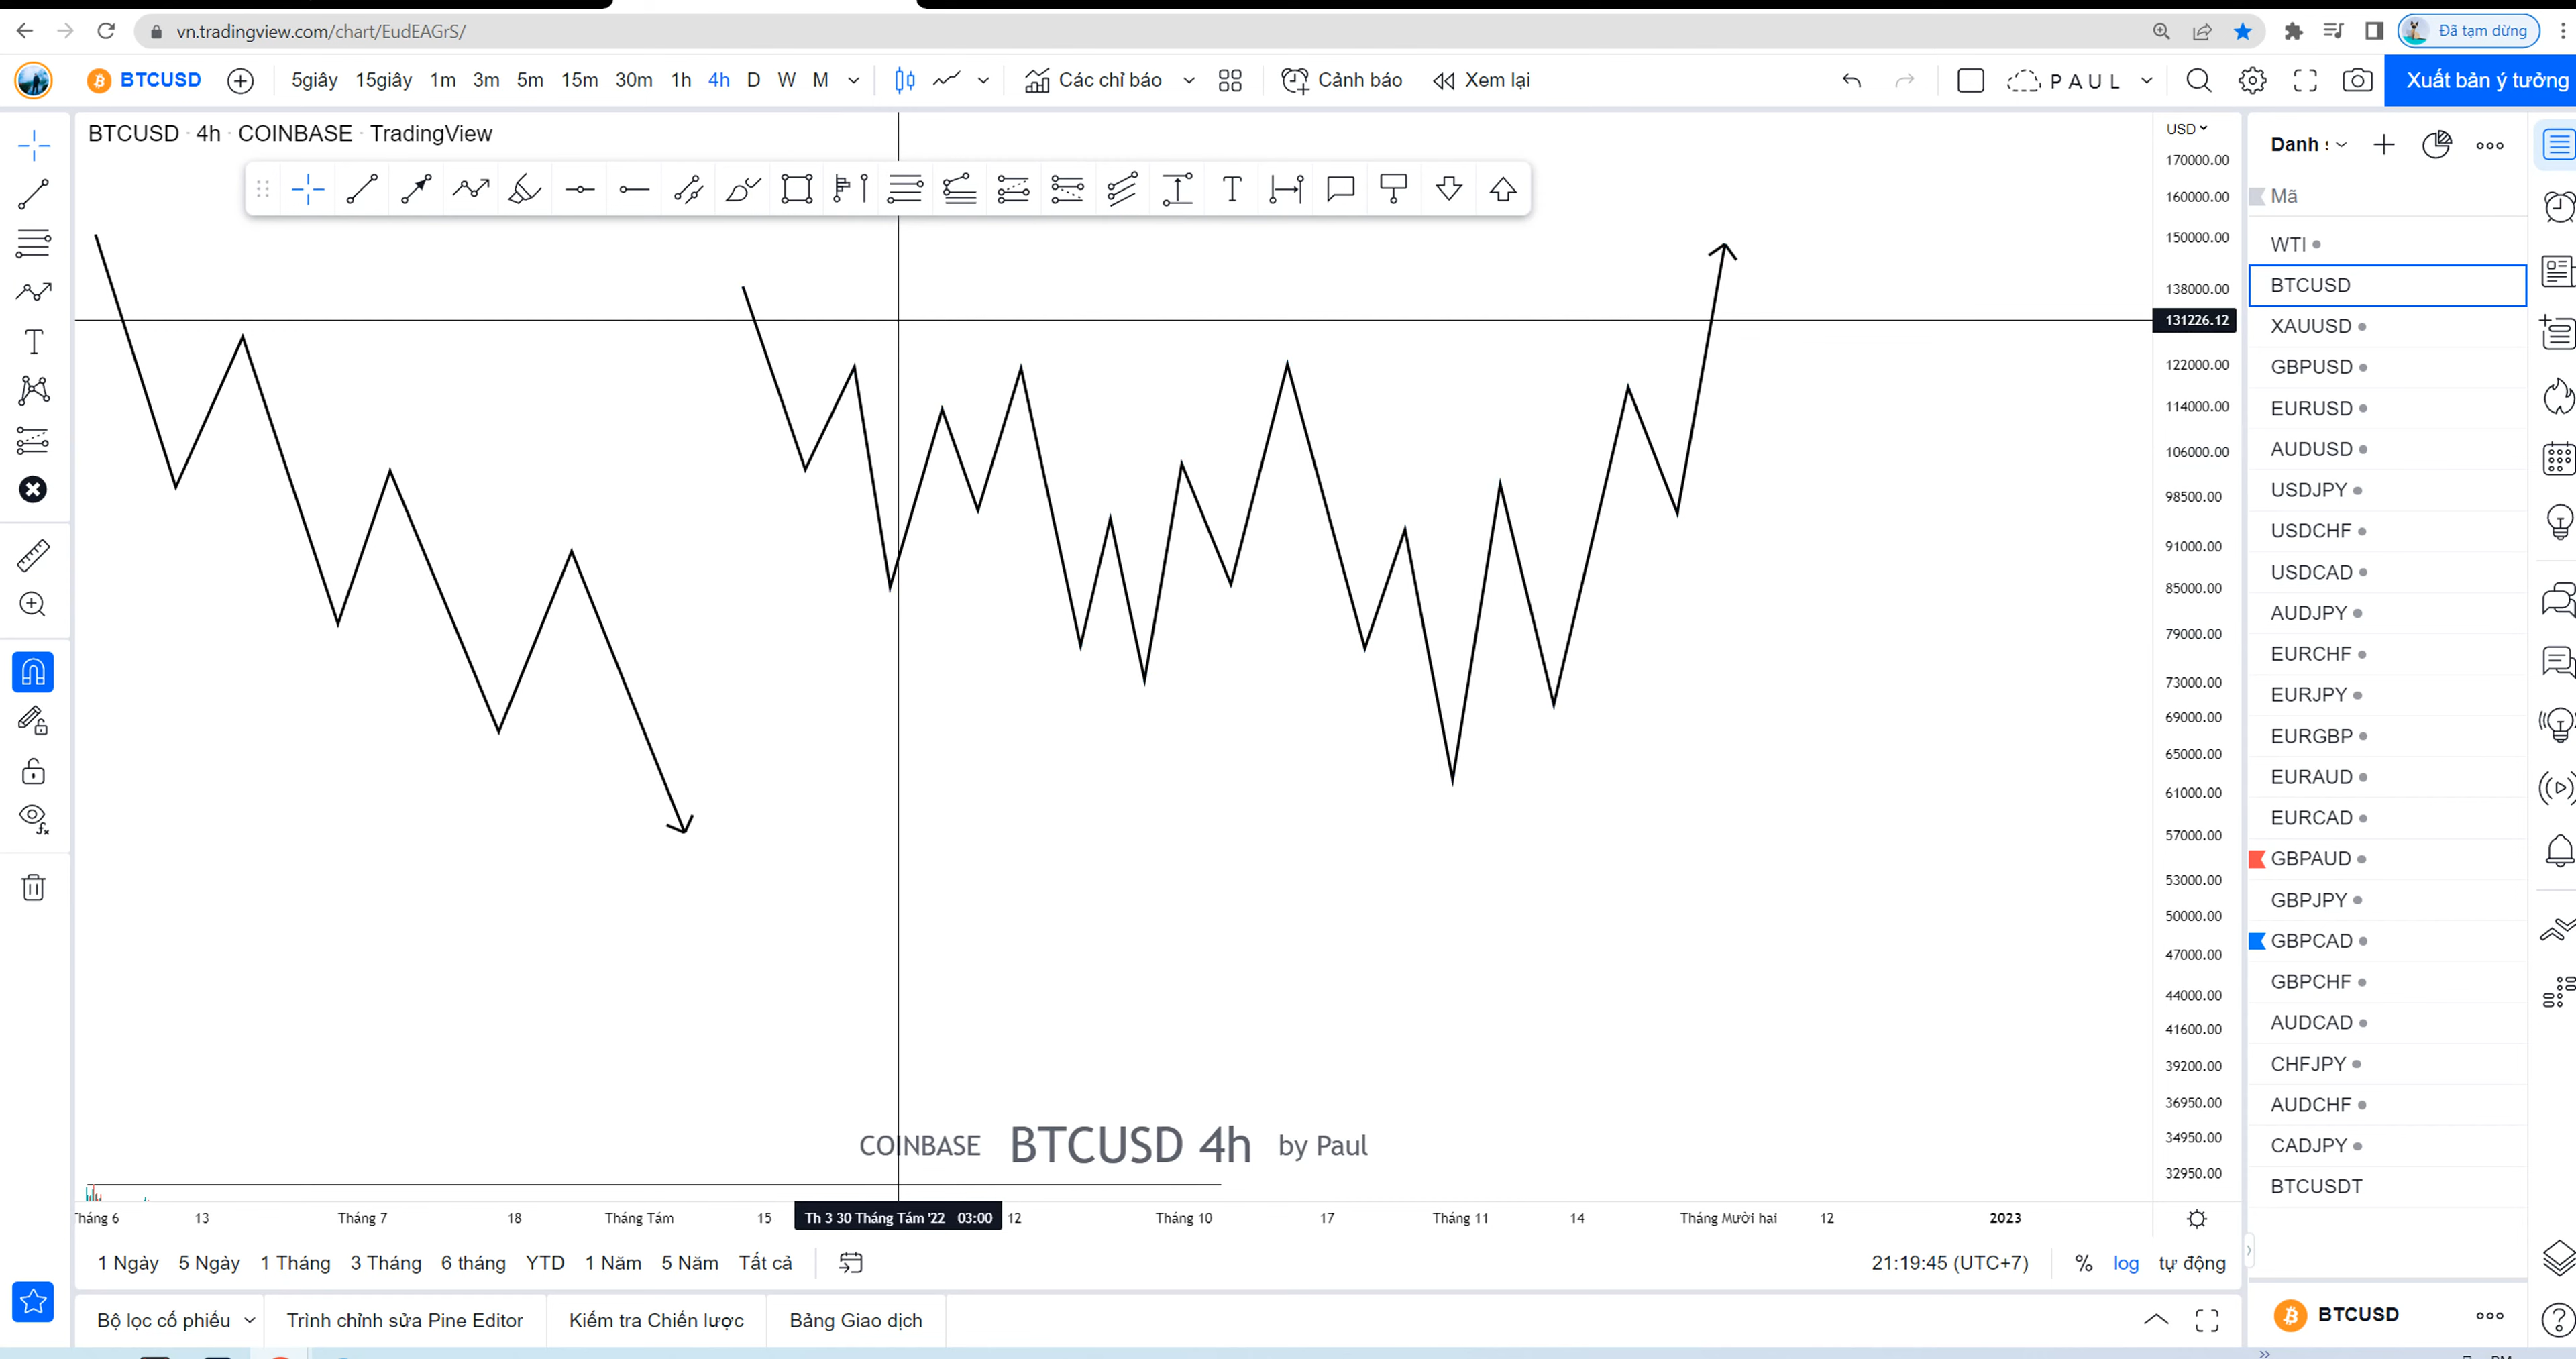 vn.tradingview.com/chart/EudEAGrS/
Đã tạm dừng
BTCUSD 5giây 15giây 1m 3m 5m 15m 30m 1h 4h D W M Các chỉ báo Cảnh báo Xem lại PAUL Xuất bản ý tưởng
BTCUSD · 4h · COINBASE · TradingView
USD
170000.00
160000.00
150000.00
138000.00
131226.12
122000.00
114000.00
106000.00
98500.00
91000.00
85000.00
79000.00
73000.00
69000.00
65000.00
61000.00
57000.00
53000.00
50000.00
47000.00
44000.00
41600.00
39200.00
36950.00
34950.00
32950.00
COINBASE BTCUSD 4h by Paul
13 Tháng 7 18 Tháng Tám 15 Th 3 30 Tháng Tám '22 03:00 12 Tháng 10 17 Tháng 11 14 Tháng Mười hai 12 2023
1 Ngày 5 Ngày 1 Tháng 3 Tháng 6 tháng YTD 1 Năm 5 Năm Tất cả
21:19:45 (UTC+7) % log tự động
Bộ lọc cổ phiếu Trình chỉnh sửa Pine Editor Kiểm tra Chiến lược Bảng Giao dịch
Danh
Mã
WTI
BTCUSD
XAUUSD
GBPUSD
EURUSD
AUDUSD
USDJPY
USDCHF
USDCAD
AUDJPY
EURCHF
EURJPY
EURGBP
EURAUD
EURCAD
GBPAUD
GBPJPY
GBPCAD
GBPCHF
AUDCAD
CHFJPY
AUDCHF
CADJPY
BTCUSDT
BTCUSD